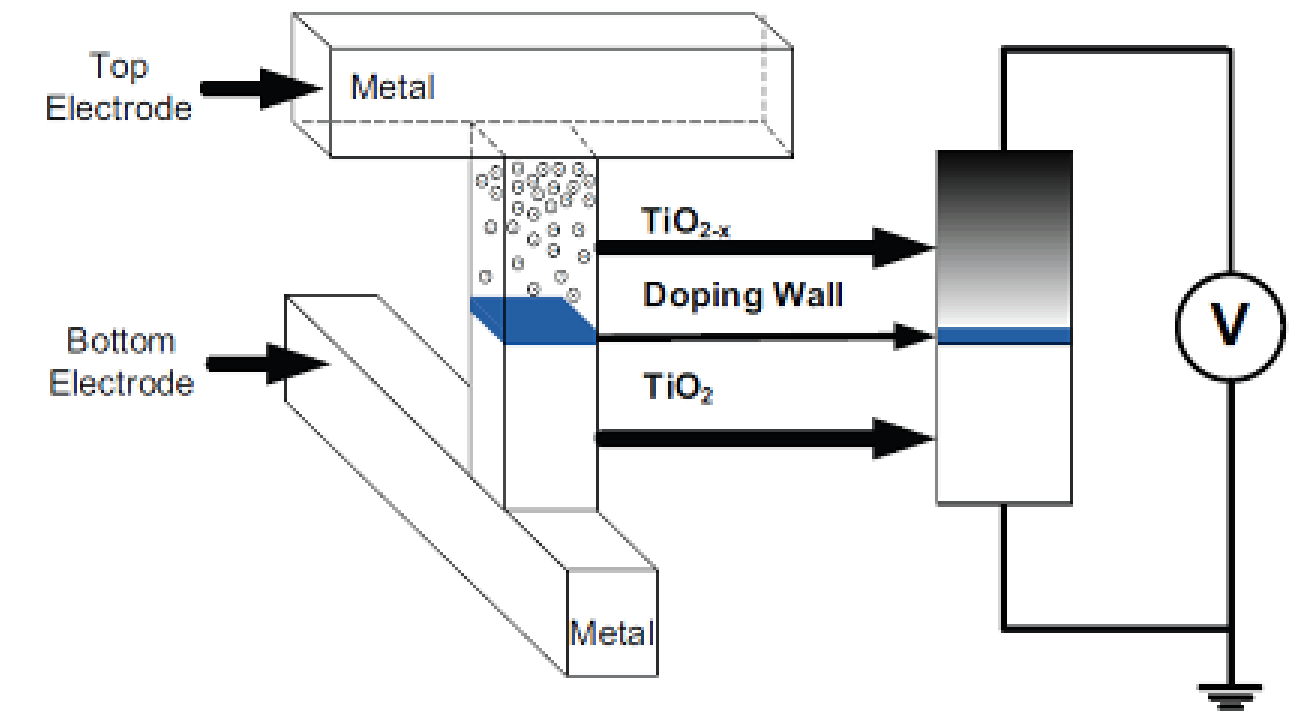 Top
Electrode
Metal
TiO₂₋ₓ
Doping Wall
Bottom
Electrode
TiO₂
V
Metal